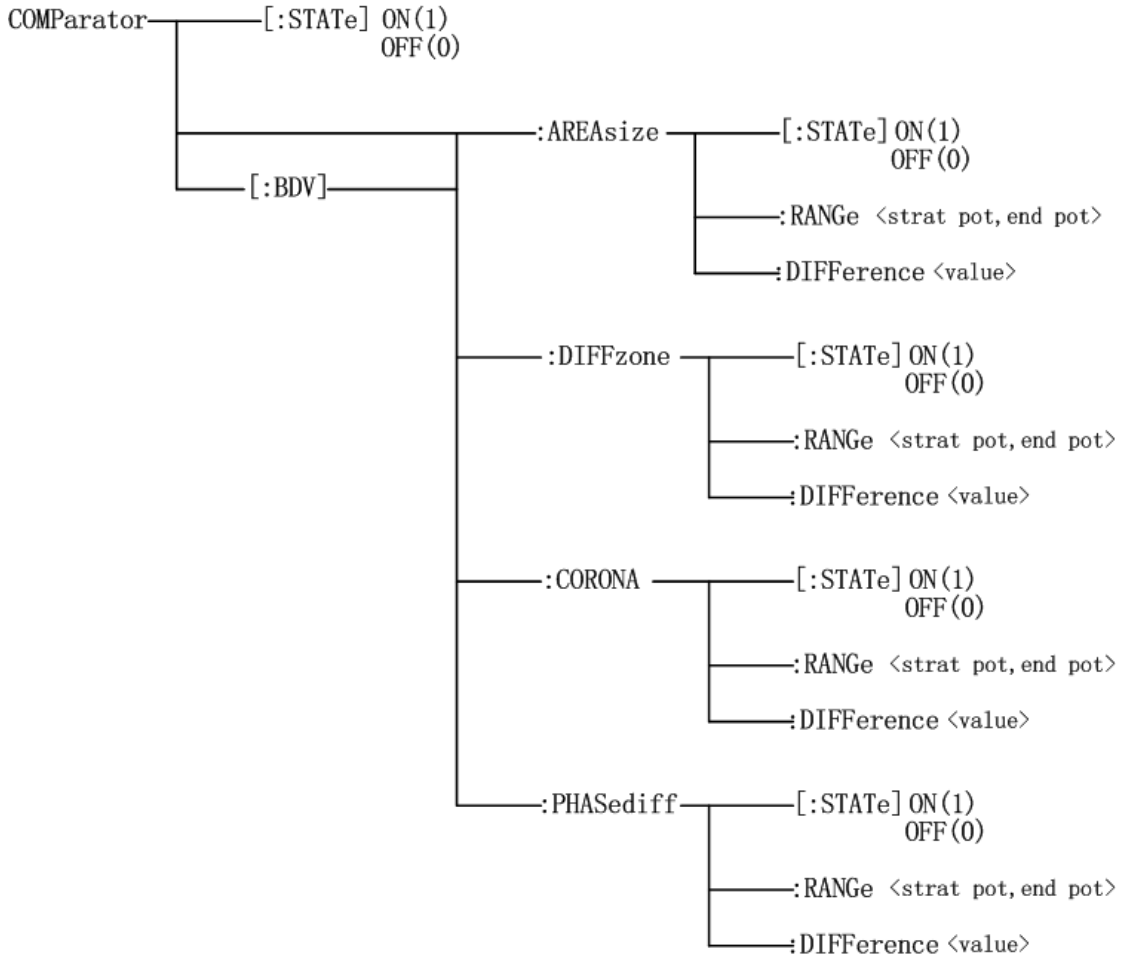 COMParator [:STATe] ON(1)
OFF(0)
:AREAsize [:STATe] ON(1)
OFF(0)
[:BDV]
:RANGe <strat pot,end pot>
:DIFFerence <value>
:DIFFzone [:STATe] ON(1)
OFF(0)
:RANGe <strat pot,end pot>
:DIFFerence <value>
:CORONA [:STATe] ON(1)
OFF(0)
:RANGe <strat pot,end pot>
:DIFFerence <value>
:PHASediff [:STATe] ON(1)
OFF(0)
:RANGe <strat pot,end pot>
:DIFFerence <value>